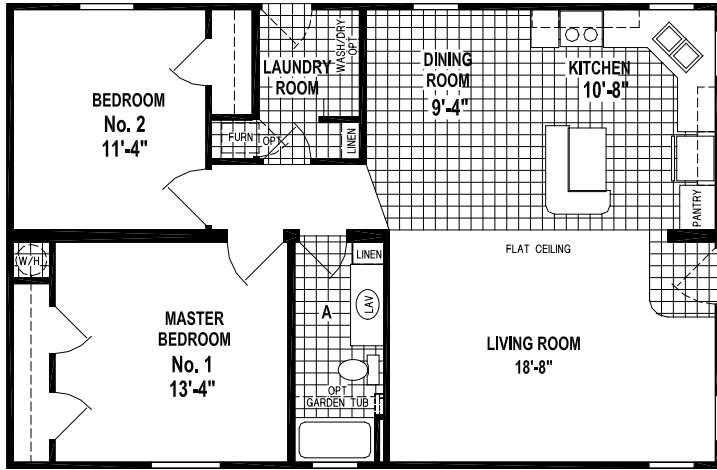 BEDROOM
No. 2
11'-4"
LAUNDRY
ROOM
WASH/DRY
OPT
FURN
OPT
LINEN
DINING
ROOM
9'-4"
KITCHEN
10'-8"
PANTRY
FLAT CEILING
W/H
MASTER
BEDROOM
No. 1
13'-4"
LINEN
A
LAV
OPT
GARDEN TUB
LIVING ROOM
18'-8"